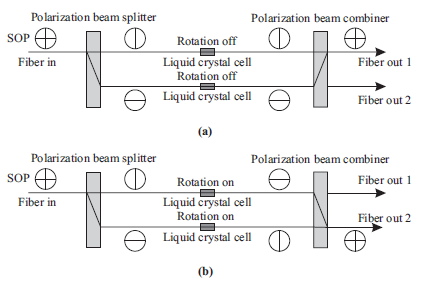 Polarization beam splitter
Polarization beam combiner
SOP
Rotation off
Fiber in
Liquid crystal cell
Fiber out 1
Rotation off
Liquid crystal cell
Fiber out 2
(a)
Polarization beam splitter
Polarization beam combiner
SOP
Rotation on
Fiber out 1
Fiber in
Liquid crystal cell
Rotation on
Fiber out 2
Liquid crystal cell
(b)